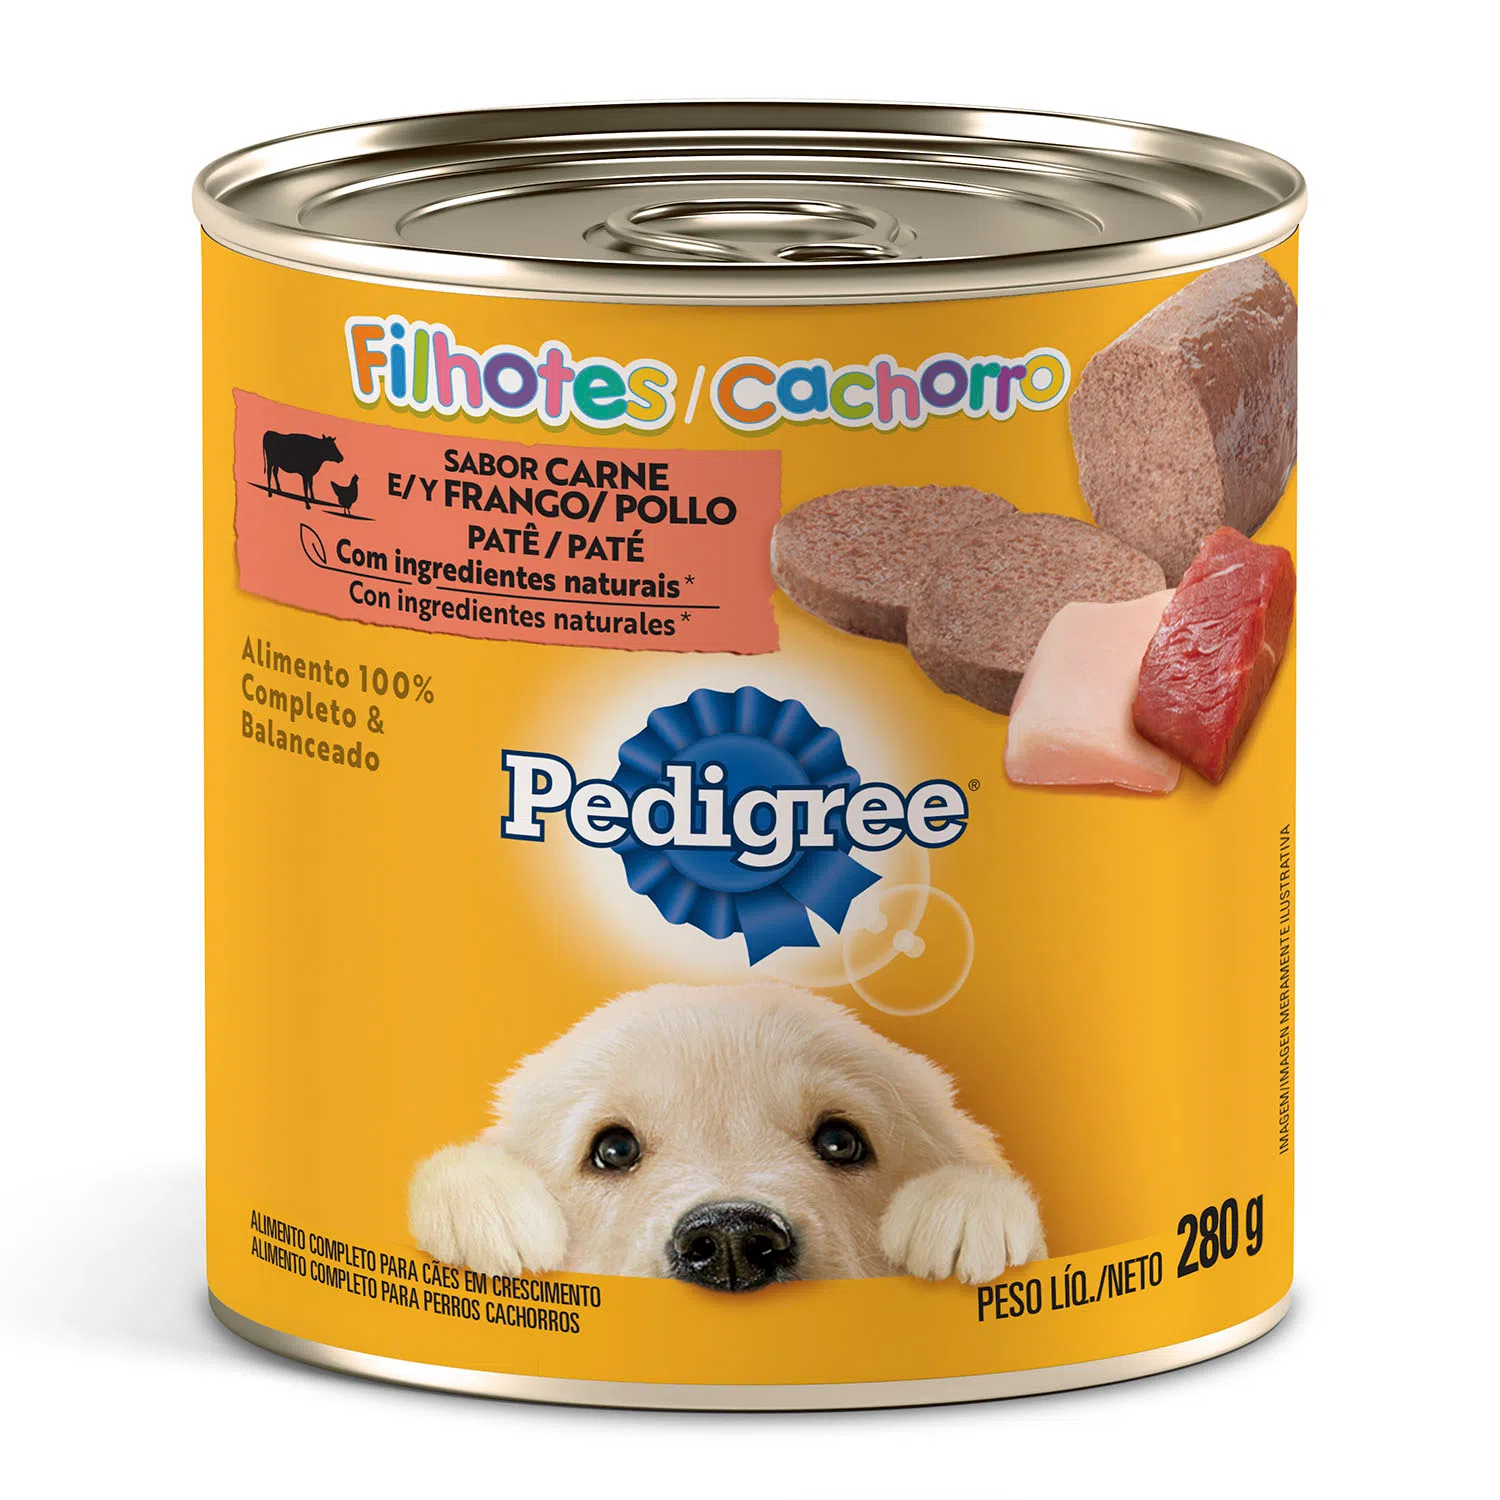 Filhotes/Cachorro
SABOR CARNE
E/Y FRANGO/POLLO
PATÊ/PATÉ
Com ingredientes naturais*
Con ingredientes naturales*
Alimento 100%
Completo &
Balanceado
Pedigree®
IMAGEM/IMAGEN MERAMENTE ILUSTRATIVA
ALIMENTO COMPLETO PARA CÃES EM CRESCIMENTO
ALIMENTO COMPLETO PARA PERROS CACHORROS
PESO LÍQ./NETO 280 g